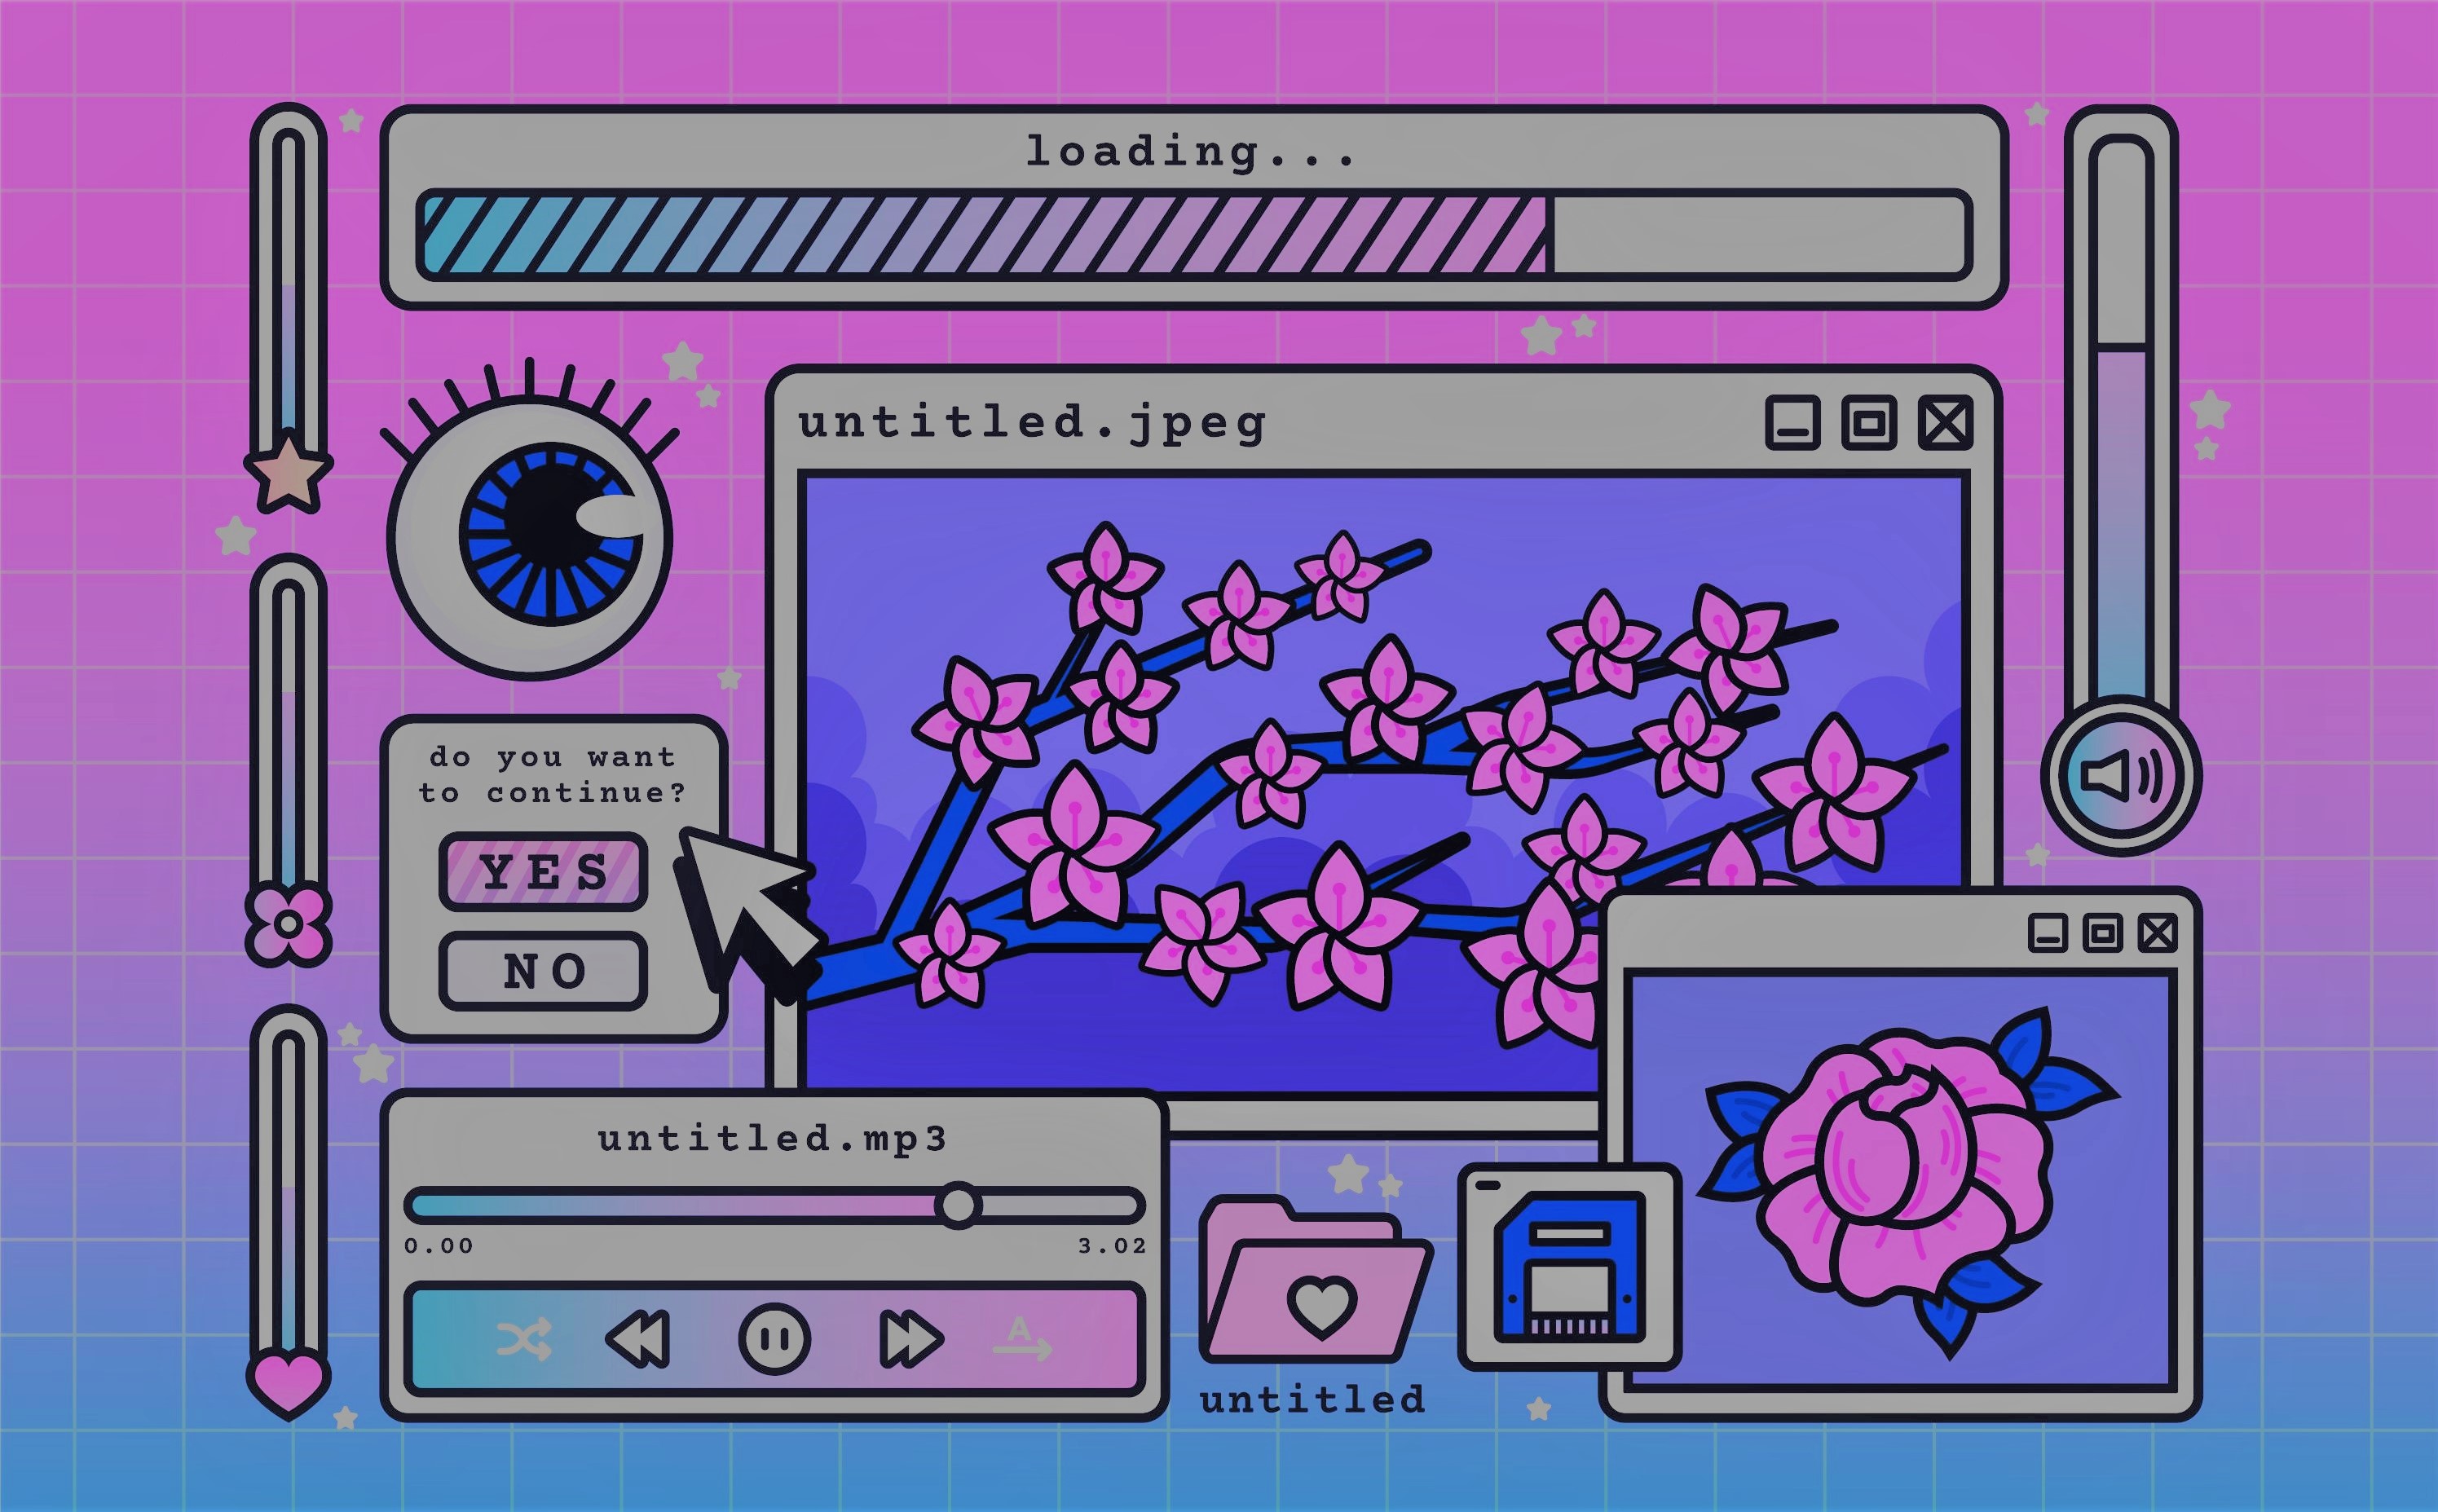 loading...
untitled.jpeg
do you want
to continue?
YES
NO
untitled.mp3
0.00
3.02
A
untitled